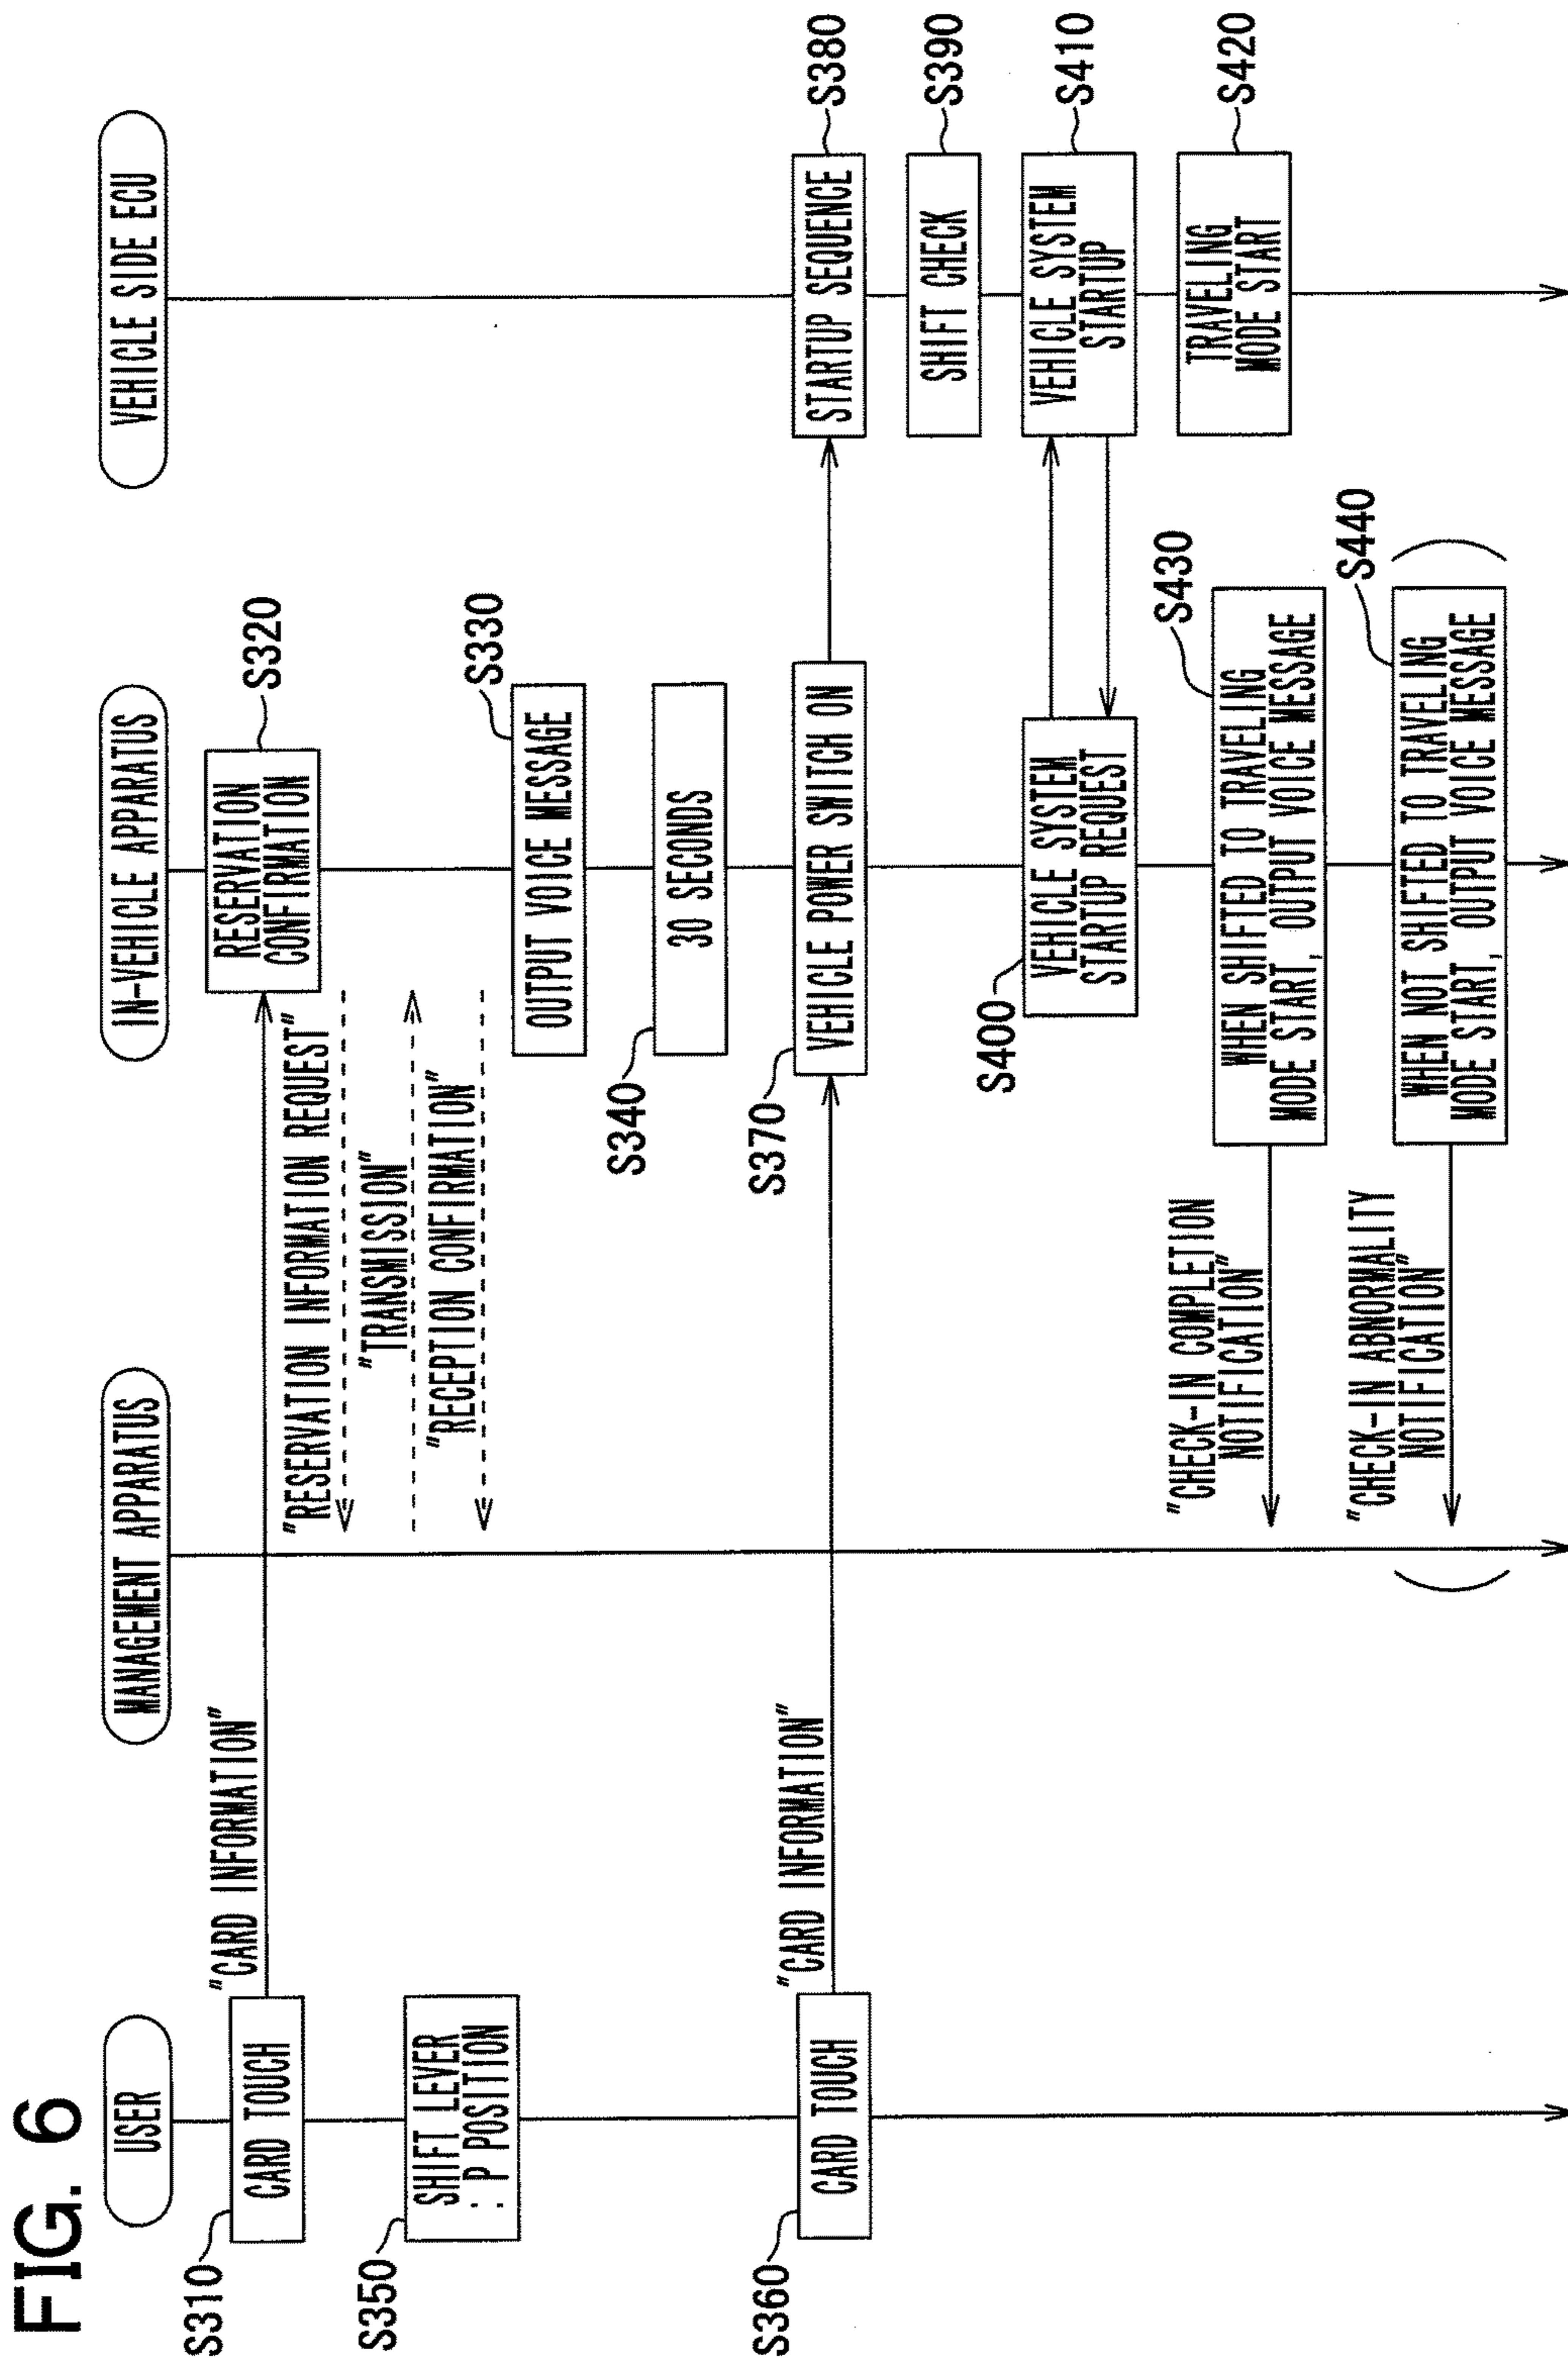 FIG. 6
USER
MANAGEMENT APPARATUS
IN-VEHICLE APPARATUS
VEHICLE SIDE ECU
S310
CARD TOUCH
"CARD INFORMATION"
RESERVATION
CONFIRMATION
S320
"RESERVATION INFORMATION REQUEST"
"TRANSMISSION"
"RECEPTION CONFIRMATION"
S350
SHIFT LEVER
: P POSITION
OUTPUT VOICE MESSAGE
S330
S340
30 SECONDS
S360
CARD TOUCH
"CARD INFORMATION"
S370
VEHICLE POWER SWITCH ON
STARTUP SEQUENCE
S380
SHIFT CHECK
S390
S400
VEHICLE SYSTEM
STARTUP REQUEST
VEHICLE SYSTEM
STARTUP
S410
TRAVELING
MODE START
S420
"CHECK-IN COMPLETION
NOTIFICATION"
WHEN SHIFTED TO TRAVELING
MODE START, OUTPUT VOICE MESSAGE
S430
"CHECK-IN ABNORMALITY
NOTIFICATION"
WHEN NOT SHIFTED TO TRAVELING
MODE START, OUTPUT VOICE MESSAGE
S440